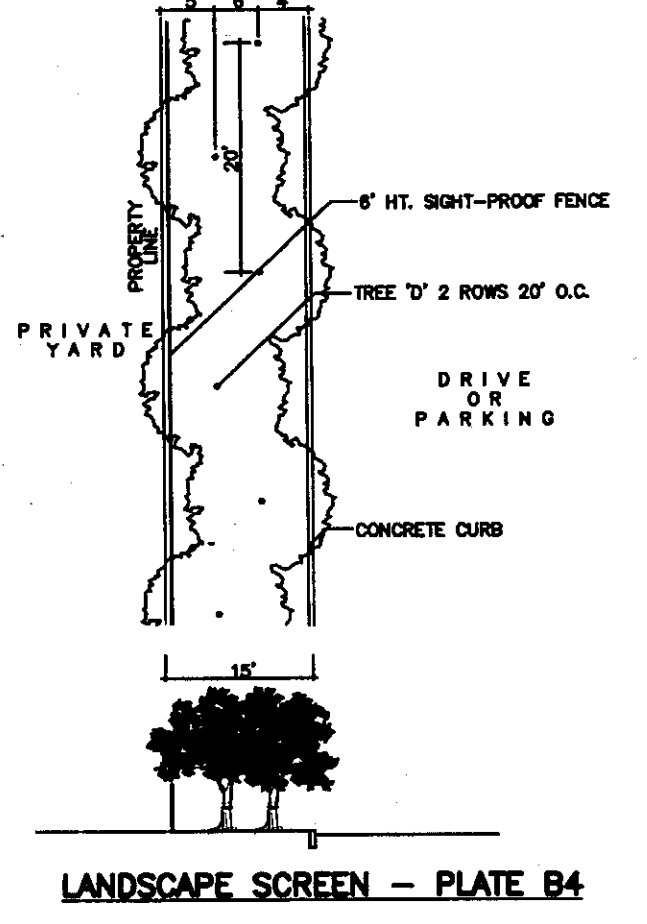 5' 6' 4'
20'
6' HT. SIGHT-PROOF FENCE
PROPERTY
LINE
TREE 'D' 2 ROWS 20' O.C.
PRIVATE
YARD
DRIVE
OR
PARKING
CONCRETE CURB
15'
LANDSCAPE SCREEN - PLATE B4